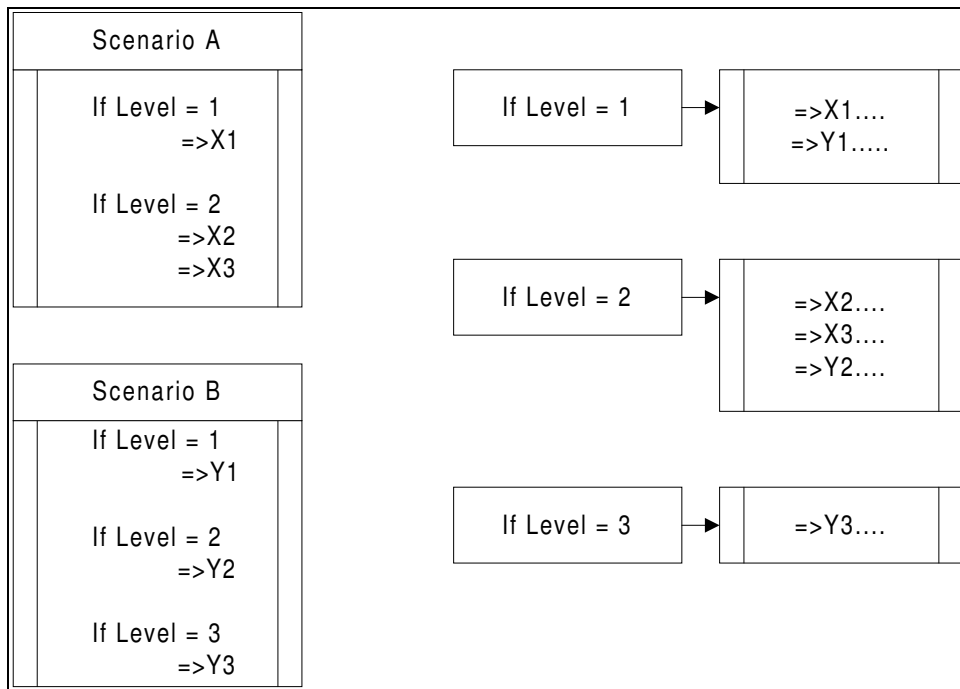 Scenario A
If Level = 1
=>X1
If Level = 2
=>X2
=>X3
Scenario B
If Level = 1
=>Y1
If Level = 2
=>Y2
If Level = 3
=>Y3
If Level = 1
=>X1....
=>Y1.....
If Level = 2
=>X2....
=>X3....
=>Y2....
If Level = 3
=>Y3....